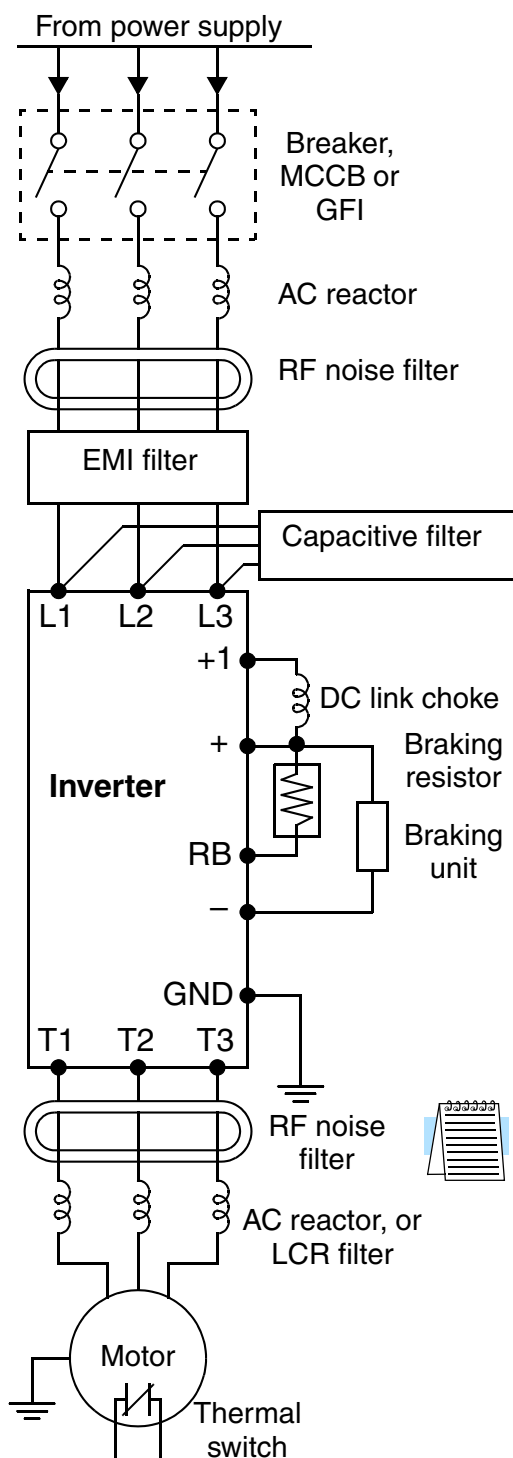 From power supply
Breaker,
MCCB or
GFI
AC reactor
RF noise filter
EMI filter
Capacitive filter
L1 L2 L3
+1
DC link choke
+
Braking
resistor
Inverter
Braking
unit
RB
–
GND
T1 T2 T3
RF noise
filter
AC reactor, or
LCR filter
Motor
Thermal
switch